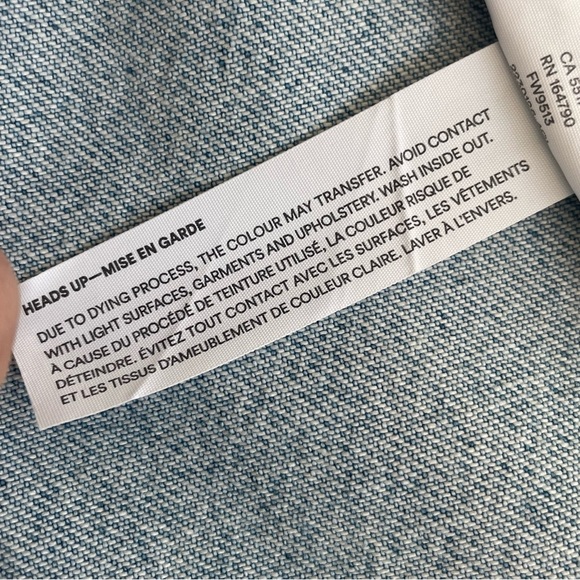 HEADS UP—MISE EN GARDE
DUE TO DYING PROCESS, THE COLOUR MAY TRANSFER. AVOID CONTACT
WITH LIGHT SURFACES, GARMENTS AND UPHOLSTERY. WASH INSIDE OUT.
À CAUSE DU PROCÉDÉ DE TEINTURE UTILISÉ, LA COULEUR RISQUE DE
DÉTEINDRE. ÉVITEZ TOUT CONTACT AVEC LES SURFACES, LES VÊTEMENTS
ET LES TISSUS D'AMEUBLEMENT DE COULEUR CLAIRE. LAVER À L'ENVERS.
CA 55
RN 164790
FW9513